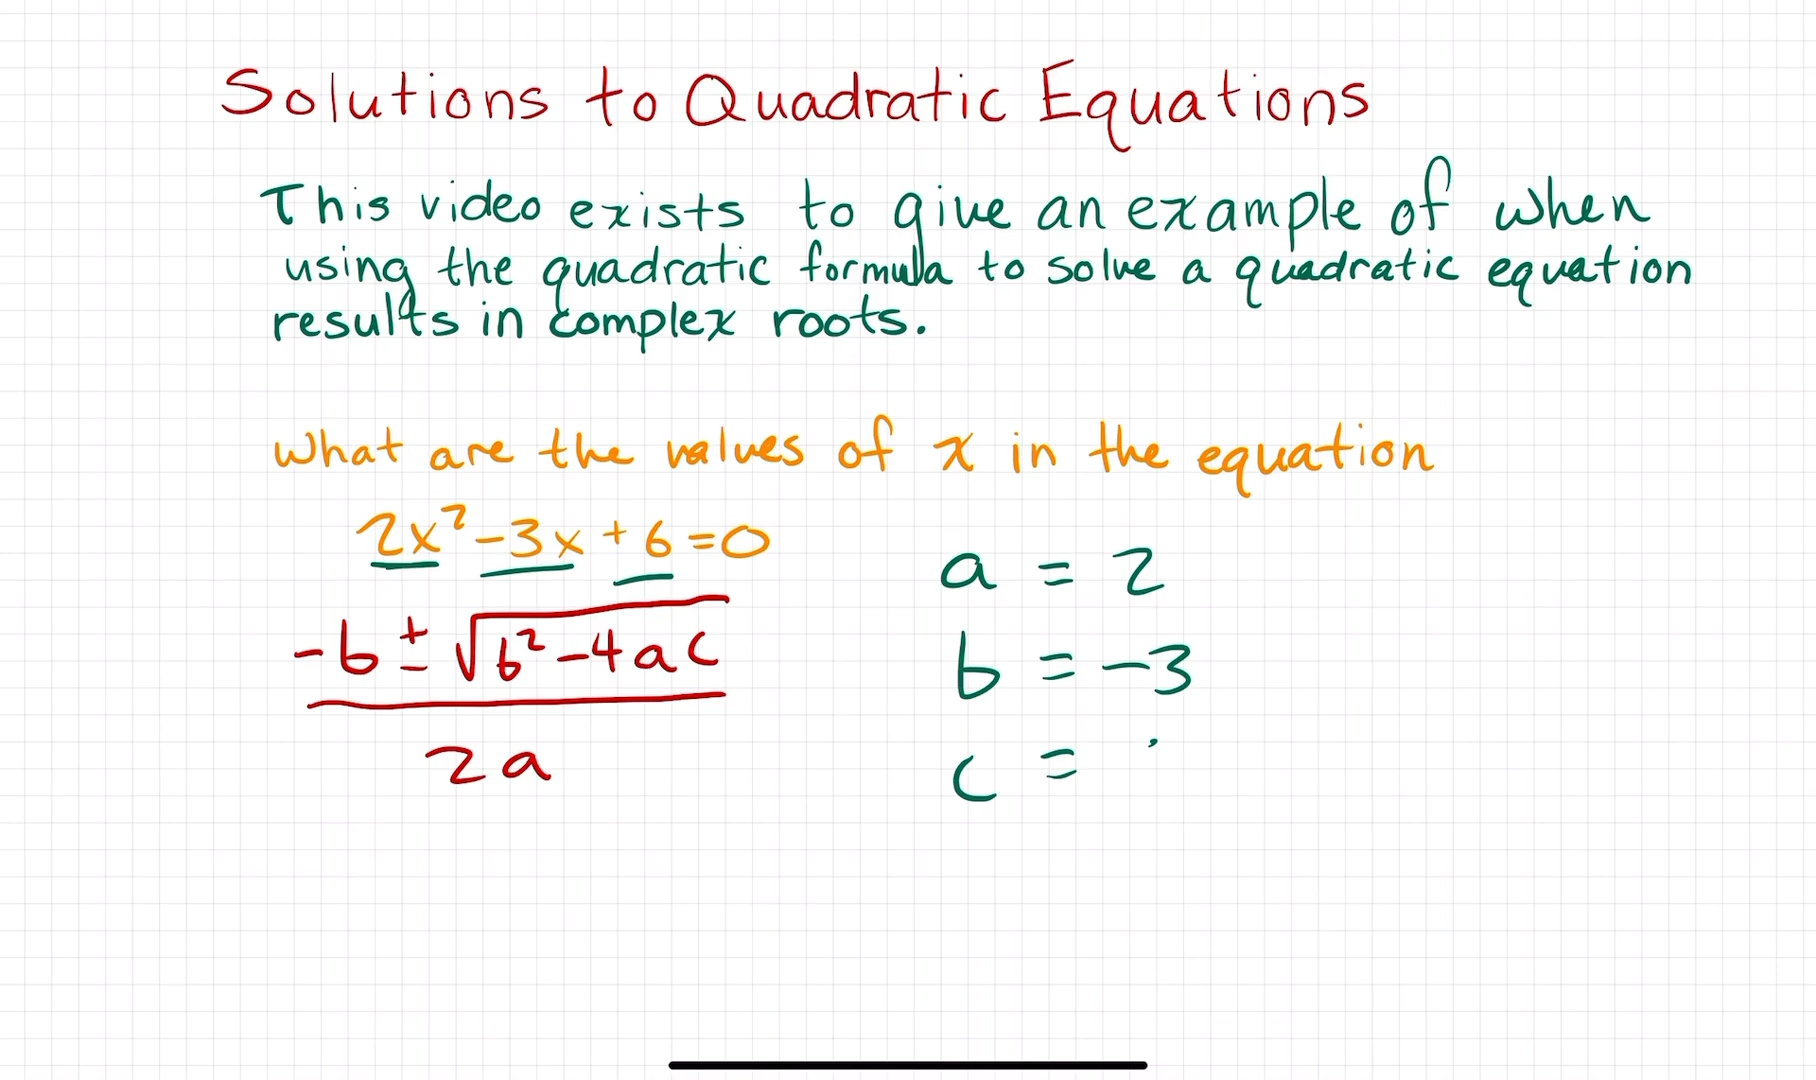 Solutions to Quadratic Equations
This video exists to give an example of when
using the quadratic formula to solve a quadratic equation
results in complex roots.
What are the values of x in the equation
2x² -3x + 6 = 0
a = 2
-b ± √b² - 4ac
b = -3
2a
c =